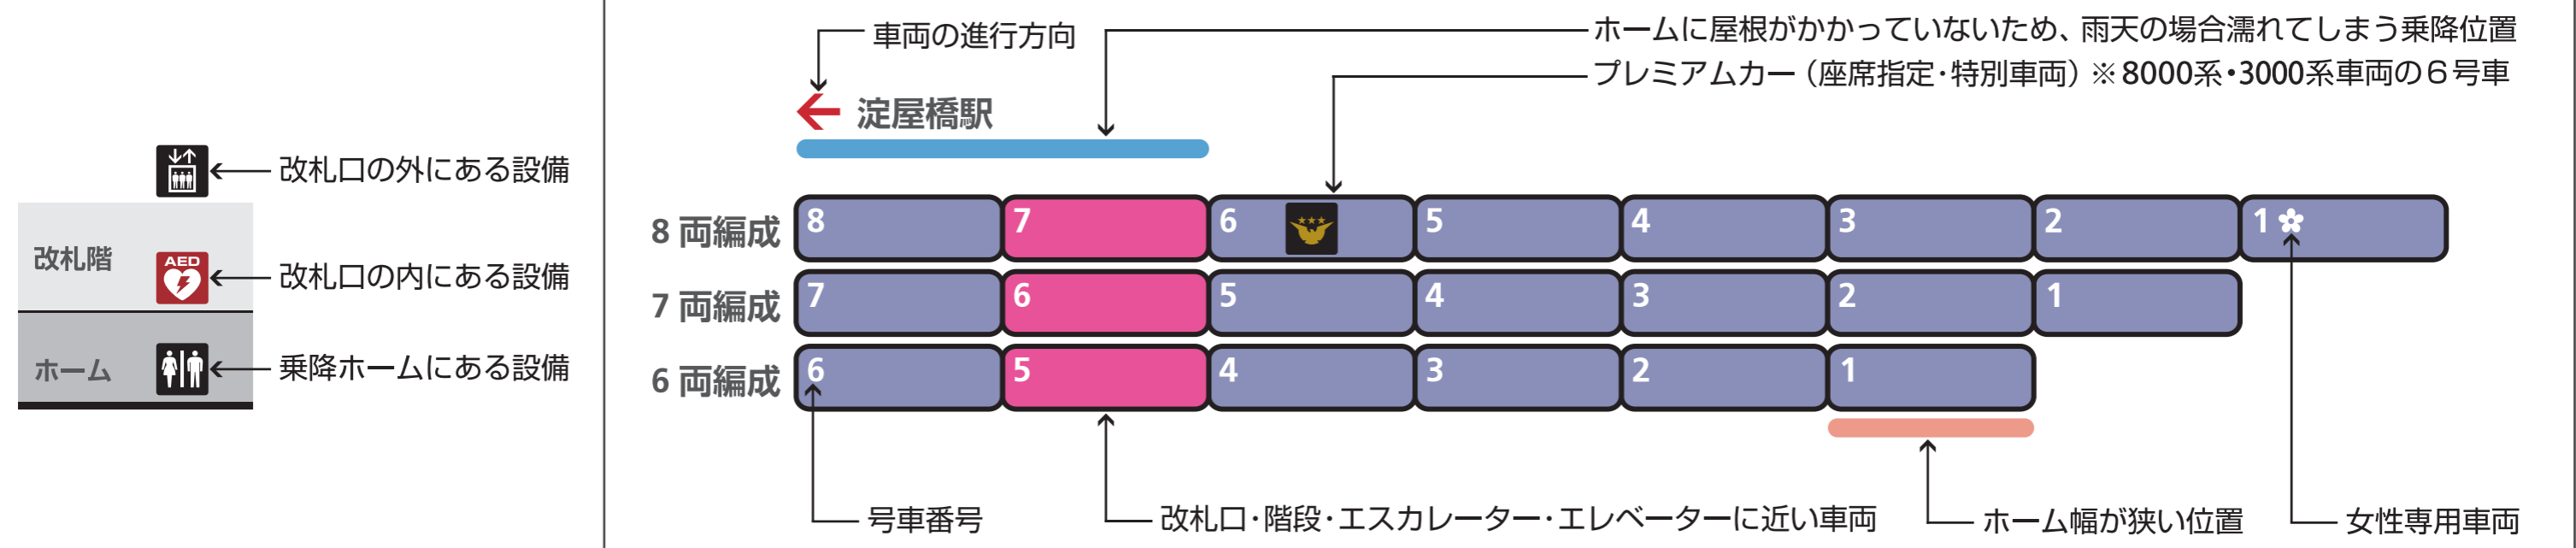 改札口の外にある設備
改札階
AED
改札口の内にある設備
ホーム
乗降ホームにある設備
車両の進行方向
ホームに屋根がかかっていないため、雨天の場合濡れてしまう乗降位置
プレミアムカー（座席指定・特別車両）※8000系・3000系車両の6号車
淀屋橋駅
8両編成 8 7 6 5 4 3 2 1
7両編成 7 6 5 4 3 2 1
6両編成 6 5 4 3 2 1
号車番号
改札口・階段・エスカレーター・エレベーターに近い車両
ホーム幅が狭い位置
女性専用車両